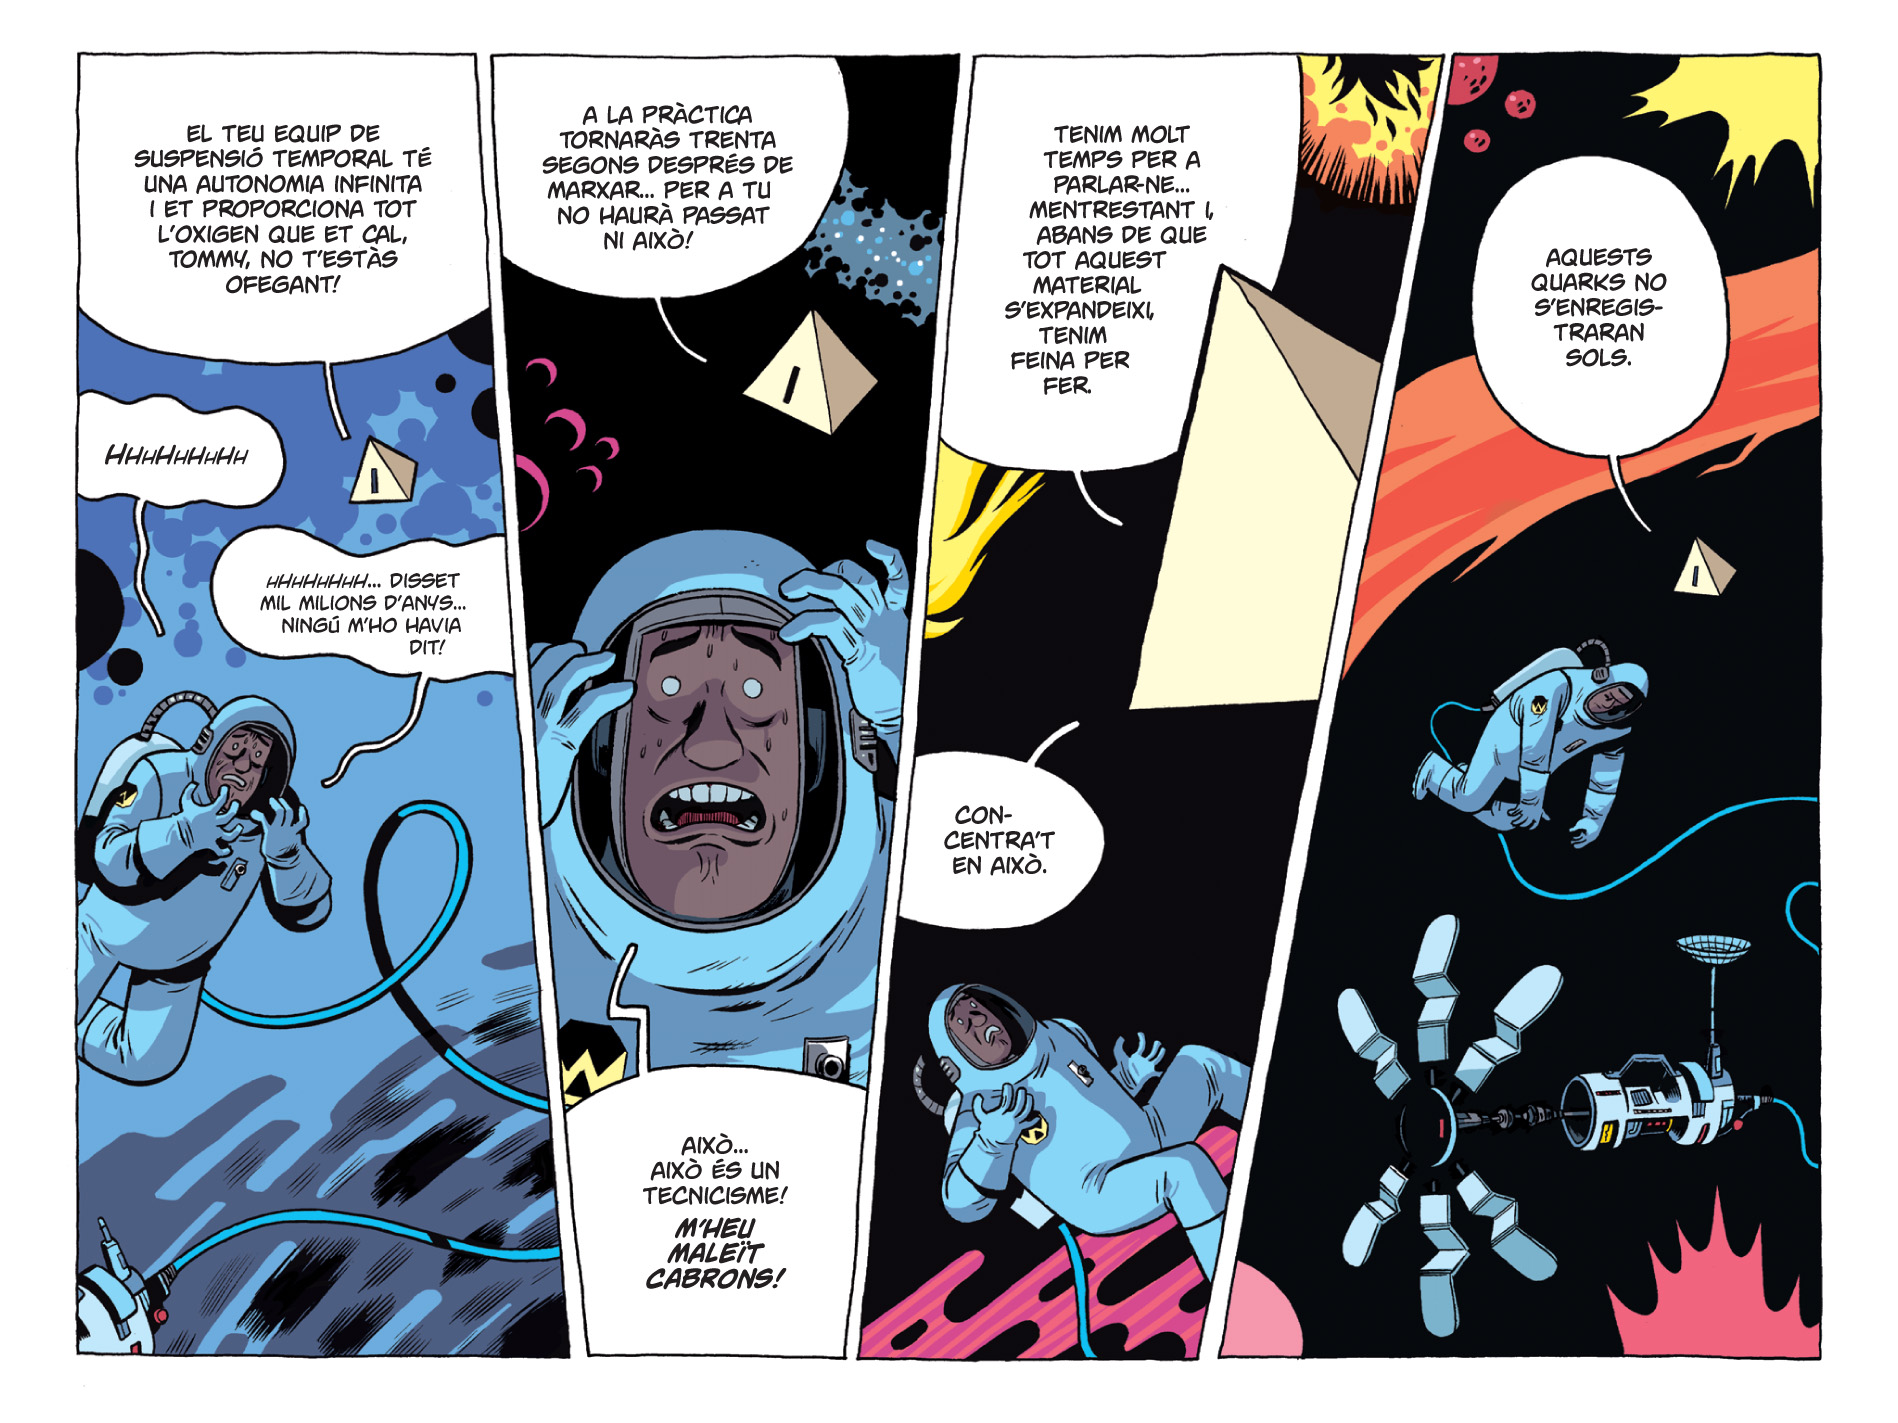 EL TEU EQUIP DE
SUSPENSIÓ TEMPORAL TÉ
UNA AUTONOMIA INFINITA
I ET PROPORCIONA TOT
L'OXIGEN QUE ET CAL,
TOMMY, NO T'ESTÀS
OFEGANT!
HHHHHHHH
HHHHHHHH... DISSET
MIL MILIONS D'ANYS...
NINGÚ M'HO HAVIA
DIT!
A LA PRÀCTICA
TORNARÀS TRENTA
SEGONS DESPRÉS DE
MARXAR... PER A TU
NO HAURÀ PASSAT
NI AIXÒ!
AIXÒ...
AIXÒ ÉS UN
TECNICISME!
M'HEU
MALEÏT
CABRONS!
TENIM MOLT
TEMPS PER A
PARLAR-NE...
MENTRESTANT I,
ABANS DE QUE
TOT AQUEST
MATERIAL
S'EXPANDEIXI,
TENIM
FEINA PER
FER.
CON-
CENTRA'T
EN AIXÒ.
AQUESTS
QUARKS NO
S'ENREGIS-
TRARAN
SOLS.